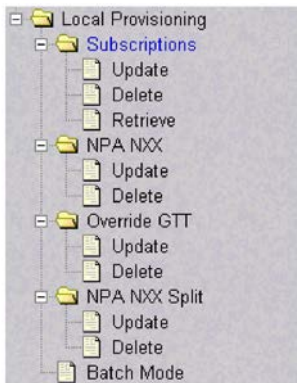 Local Provisioning
Subscriptions
Update
Delete
Retrieve
NPA NXX
Update
Delete
Override GTT
Update
Delete
NPA NXX Split
Update
Delete
Batch Mode